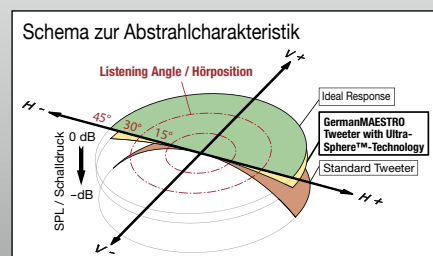 Schema zur Abstrahlcharakteristik
V+
Listening Angle / Hörposition
H -
45°
30°
15°
Ideal Response
GermanMAESTRO
Tweeter with Ultra-
Sphere™-Technology
Standard Tweeter
0 dB
SPL / Schalldruck
–dB
H +
V -